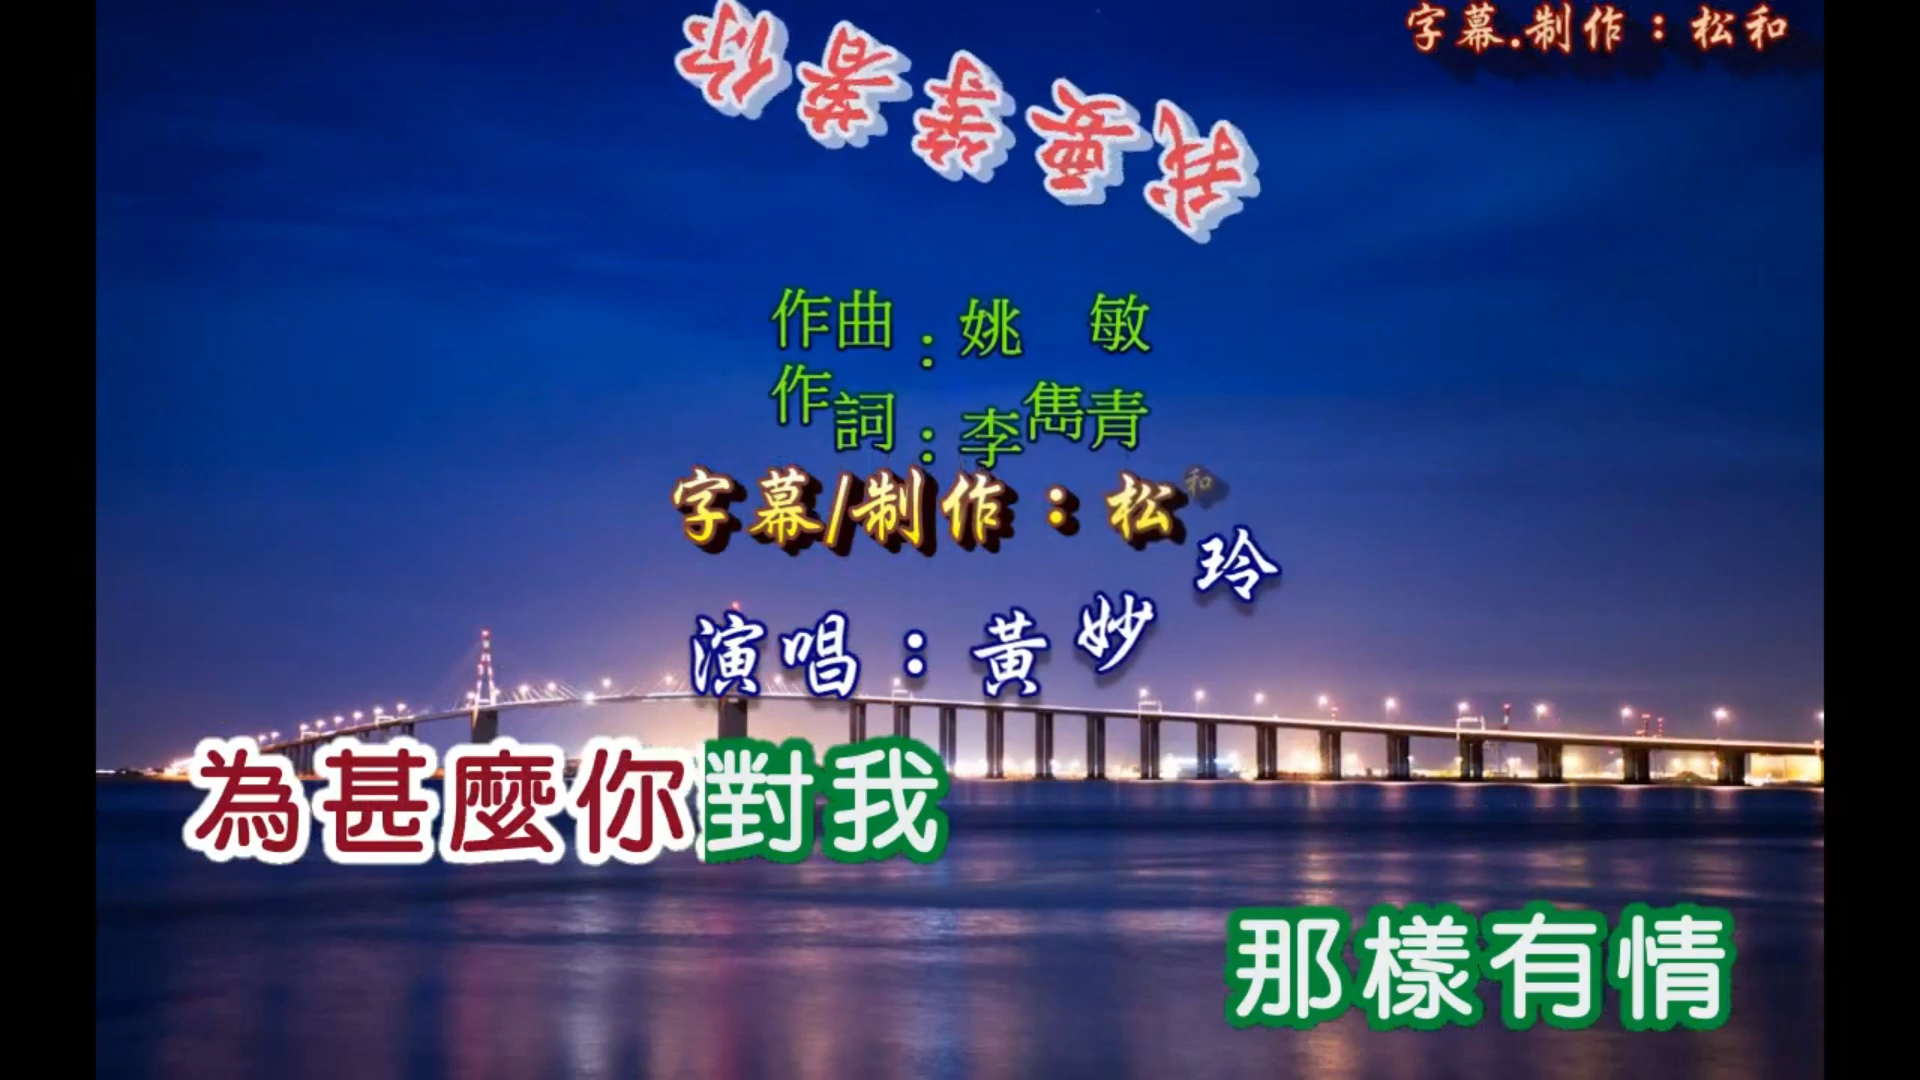 字幕.制作：松和
我要等著你
作曲：姚 敏
作詞：李雋青
字幕/制作：松和
演唱：黃妙玲
為甚麼你對我
那樣有情